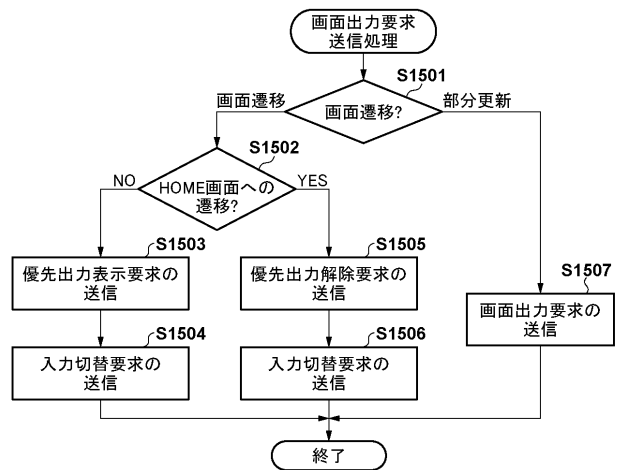 画面出力要求
送信処理
S1501
画面遷移
画面遷移?
部分更新
S1502
NO
HOME画面への
遷移?
YES
S1503
優先出力表示要求の
送信
S1505
優先出力解除要求の
送信
S1507
画面出力要求の
送信
S1504
入力切替要求の
送信
S1506
入力切替要求の
送信
終了